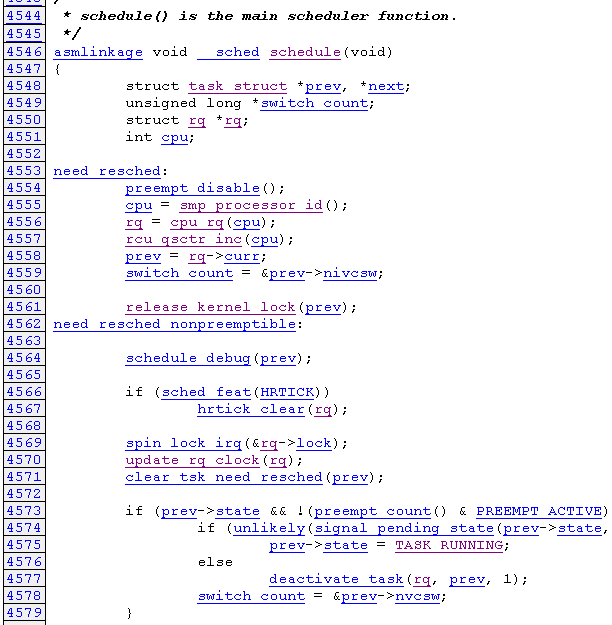 4544 * schedule() is the main scheduler function.
4545 */
4546 asmlinkage void __sched schedule(void)
4547 {
4548 struct task_struct *prev, *next;
4549 unsigned long *switch_count;
4550 struct rq *rq;
4551 int cpu;
4552
4553 need_resched:
4554 preempt_disable();
4555 cpu = smp_processor_id();
4556 rq = cpu_rq(cpu);
4557 rcu_qsctr_inc(cpu);
4558 prev = rq->curr;
4559 switch_count = &prev->nivcsw;
4560
4561 release_kernel_lock(prev);
4562 need_resched_nonpreemptible:
4563
4564 schedule_debug(prev);
4565
4566 if (sched_feat(HRTICK))
4567 hrtick_clear(rq);
4568
4569 spin_lock_irq(&rq->lock);
4570 update_rq_clock(rq);
4571 clear_tsk_need_resched(prev);
4572
4573 if (prev->state && !(preempt_count() & PREEMPT_ACTIVE)
4574 if (unlikely(signal_pending_state(prev->state,
4575 prev->state = TASK_RUNNING;
4576 else
4577 deactivate_task(rq, prev, 1);
4578 switch_count = &prev->nvcsw;
4579 }